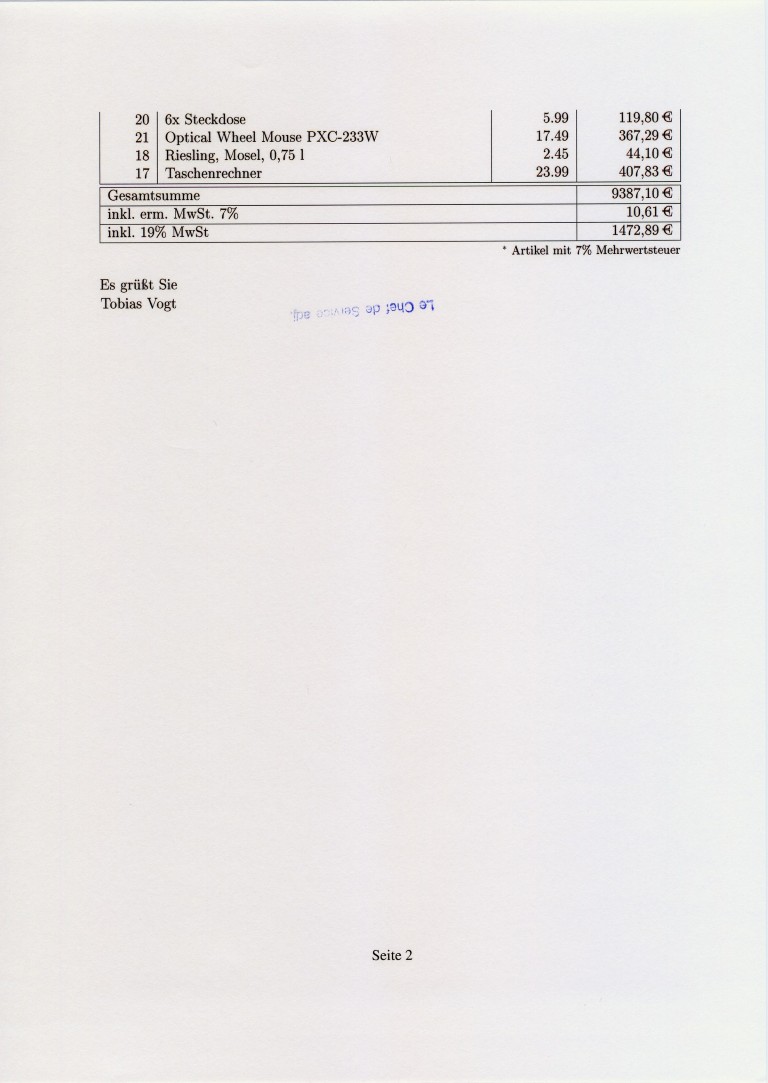 20 6x Steckdose 5.99 119,80 €
21 Optical Wheel Mouse PXC-233W 17.49 367,29 €
18 Riesling, Mosel, 0,75 l 2.45 44,10 €
17 Taschenrechner 23.99 407,83 €
Gesamtsumme 9387,10 €
inkl. erm. MwSt. 7% 10,61 €
inkl. 19% MwSt 1472,89 €
* Artikel mit 7% Mehrwertsteuer
Es grüßt Sie
Tobias Vogt
Le Chef de Service adj.
Seite 2